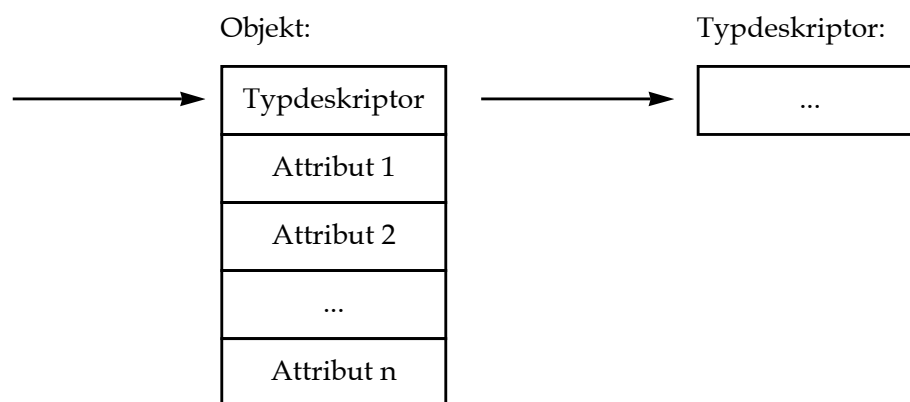 Objekt:
Typdeskriptor:
Typdeskriptor
...
Attribut 1
Attribut 2
...
Attribut n